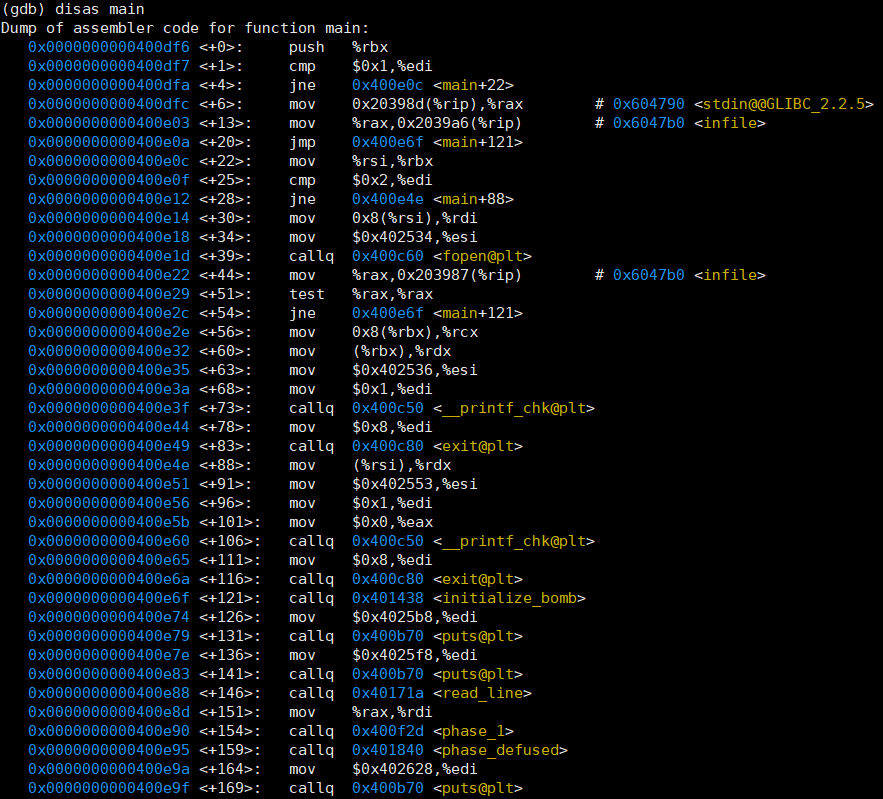 (gdb) disas main
Dump of assembler code for function main:
   0x0000000000400df6 <+0>:     push   %rbx
   0x0000000000400df7 <+1>:     cmp    $0x1,%edi
   0x0000000000400dfa <+4>:     jne    0x400e0c <main+22>
   0x0000000000400dfc <+6>:     mov    0x20398d(%rip),%rax        # 0x604790 <stdin@@GLIBC_2.2.5>
   0x0000000000400e03 <+13>:    mov    %rax,0x2039a6(%rip)        # 0x6047b0 <infile>
   0x0000000000400e0a <+20>:    jmp    0x400e6f <main+121>
   0x0000000000400e0c <+22>:    mov    %rsi,%rbx
   0x0000000000400e0f <+25>:    cmp    $0x2,%edi
   0x0000000000400e12 <+28>:    jne    0x400e4e <main+88>
   0x0000000000400e14 <+30>:    mov    0x8(%rsi),%rdi
   0x0000000000400e18 <+34>:    mov    $0x402534,%esi
   0x0000000000400e1d <+39>:    callq  0x400c60 <fopen@plt>
   0x0000000000400e22 <+44>:    mov    %rax,0x203987(%rip)        # 0x6047b0 <infile>
   0x0000000000400e29 <+51>:    test   %rax,%rax
   0x0000000000400e2c <+54>:    jne    0x400e6f <main+121>
   0x0000000000400e2e <+56>:    mov    0x8(%rbx),%rcx
   0x0000000000400e32 <+60>:    mov    (%rbx),%rdx
   0x0000000000400e35 <+63>:    mov    $0x402536,%esi
   0x0000000000400e3a <+68>:    mov    $0x1,%edi
   0x0000000000400e3f <+73>:    callq  0x400c50 <__printf_chk@plt>
   0x0000000000400e44 <+78>:    mov    $0x8,%edi
   0x0000000000400e49 <+83>:    callq  0x400c80 <exit@plt>
   0x0000000000400e4e <+88>:    mov    (%rsi),%rdx
   0x0000000000400e51 <+91>:    mov    $0x402553,%esi
   0x0000000000400e56 <+96>:    mov    $0x1,%edi
   0x0000000000400e5b <+101>:   mov    $0x0,%eax
   0x0000000000400e60 <+106>:   callq  0x400c50 <__printf_chk@plt>
   0x0000000000400e65 <+111>:   mov    $0x8,%edi
   0x0000000000400e6a <+116>:   callq  0x400c80 <exit@plt>
   0x0000000000400e6f <+121>:   callq  0x401438 <initialize_bomb>
   0x0000000000400e74 <+126>:   mov    $0x4025b8,%edi
   0x0000000000400e79 <+131>:   callq  0x400b70 <puts@plt>
   0x0000000000400e7e <+136>:   mov    $0x4025f8,%edi
   0x0000000000400e83 <+141>:   callq  0x400b70 <puts@plt>
   0x0000000000400e88 <+146>:   callq  0x40171a <read_line>
   0x0000000000400e8d <+151>:   mov    %rax,%rdi
   0x0000000000400e90 <+154>:   callq  0x400f2d <phase_1>
   0x0000000000400e95 <+159>:   callq  0x401840 <phase_defused>
   0x0000000000400e9a <+164>:   mov    $0x402628,%edi
   0x0000000000400e9f <+169>:   callq  0x400b70 <puts@plt>